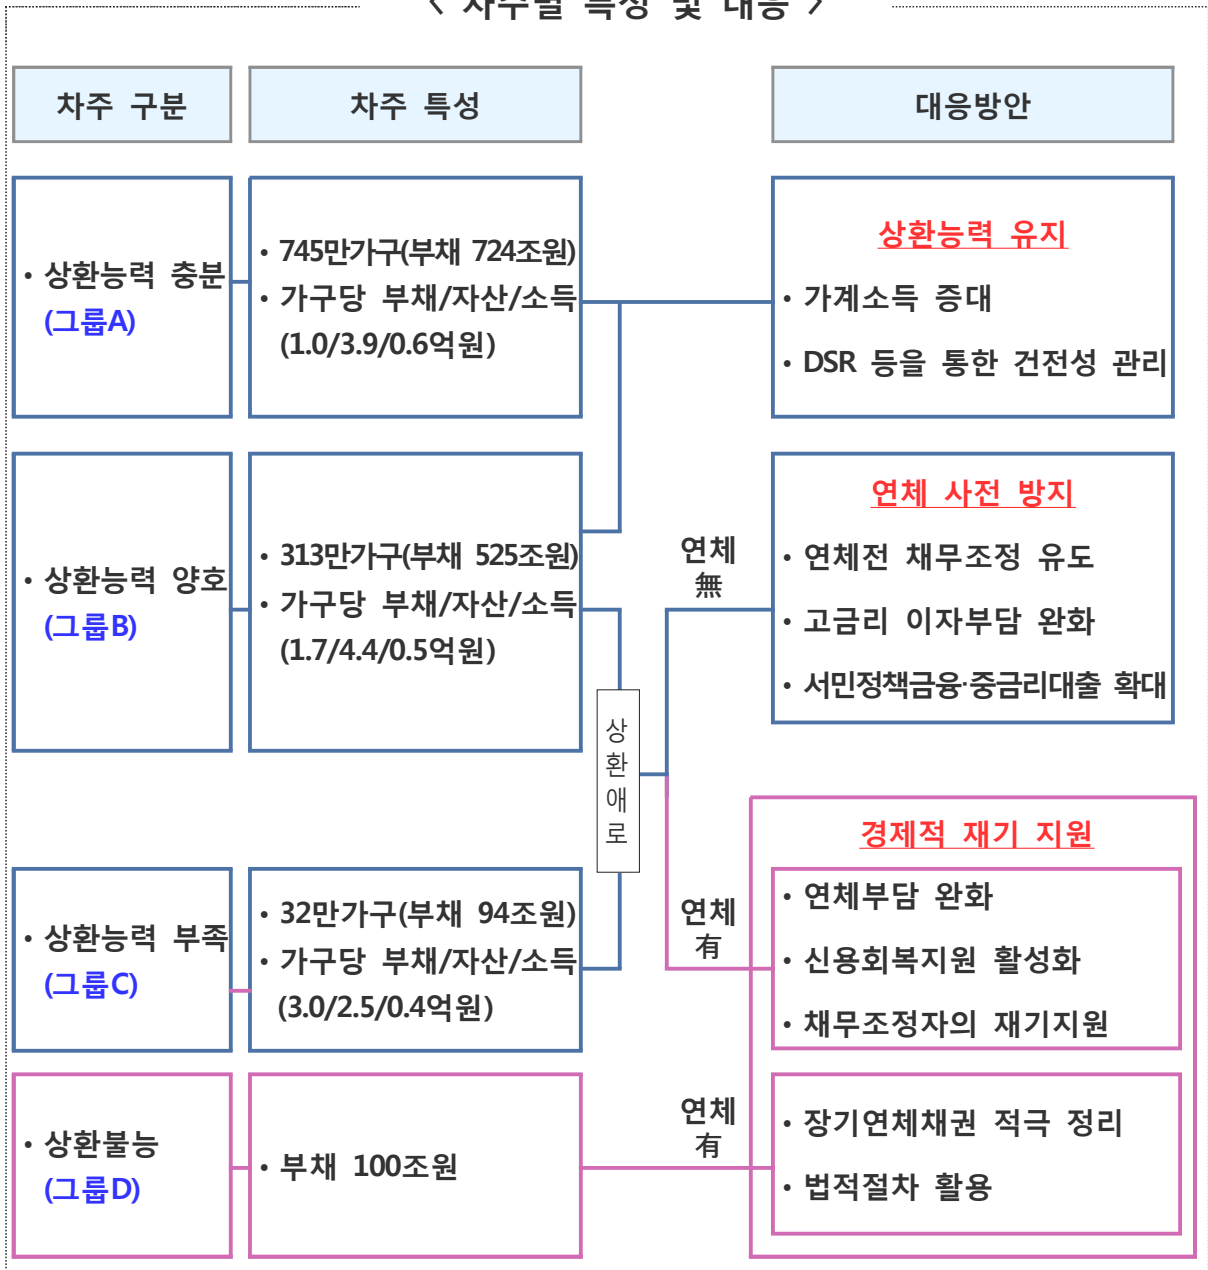 < 차주별 특성 및 대응 >
차주 구분
차주 특성
대응방안
• 상환능력 충분
(그룹A)
• 745만가구(부채 724조원)
• 가구당 부채/자산/소득
(1.0/3.9/0.6억원)
상환능력 유지
• 가계소득 증대
• DSR 등을 통한 건전성 관리
• 상환능력 양호
(그룹B)
• 313만가구(부채 525조원)
• 가구당 부채/자산/소득
(1.7/4.4/0.5억원)
연체
無
연체 사전 방지
• 연체전 채무조정 유도
• 고금리 이자부담 완화
• 서민정책금융·중금리대출 확대
상
환
애
로
• 상환능력 부족
(그룹C)
• 32만가구(부채 94조원)
• 가구당 부채/자산/소득
(3.0/2.5/0.4억원)
연체
有
경제적 재기 지원
• 연체부담 완화
• 신용회복지원 활성화
• 채무조정자의 재기지원
• 상환불능
(그룹D)
• 부채 100조원
연체
有
• 장기연체채권 적극 정리
• 법적절차 활용